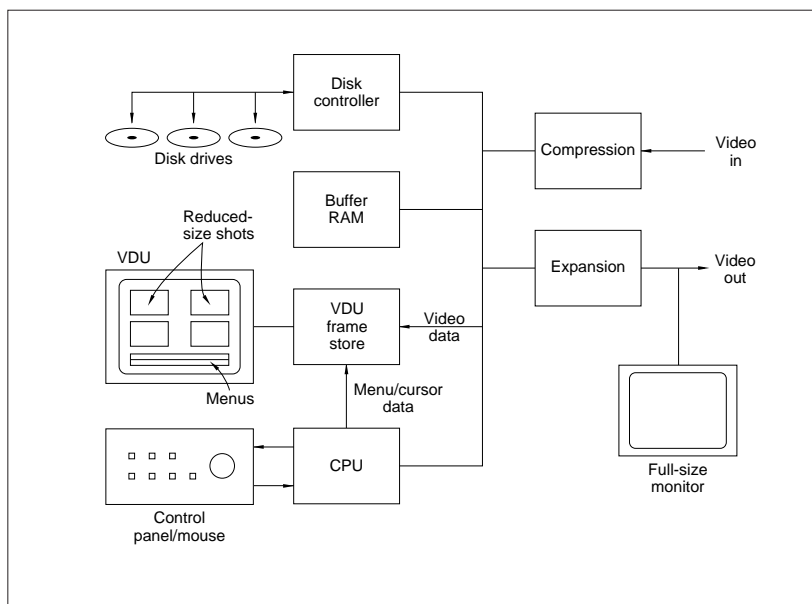 Disk
controller
Disk drives
Compression
Video
in
Buffer
RAM
Reduced-
size shots
VDU
Expansion
Video
out
VDU
frame
store
Video
data
Menus
Menu/cursor
data
CPU
Control
panel/mouse
Full-size
monitor